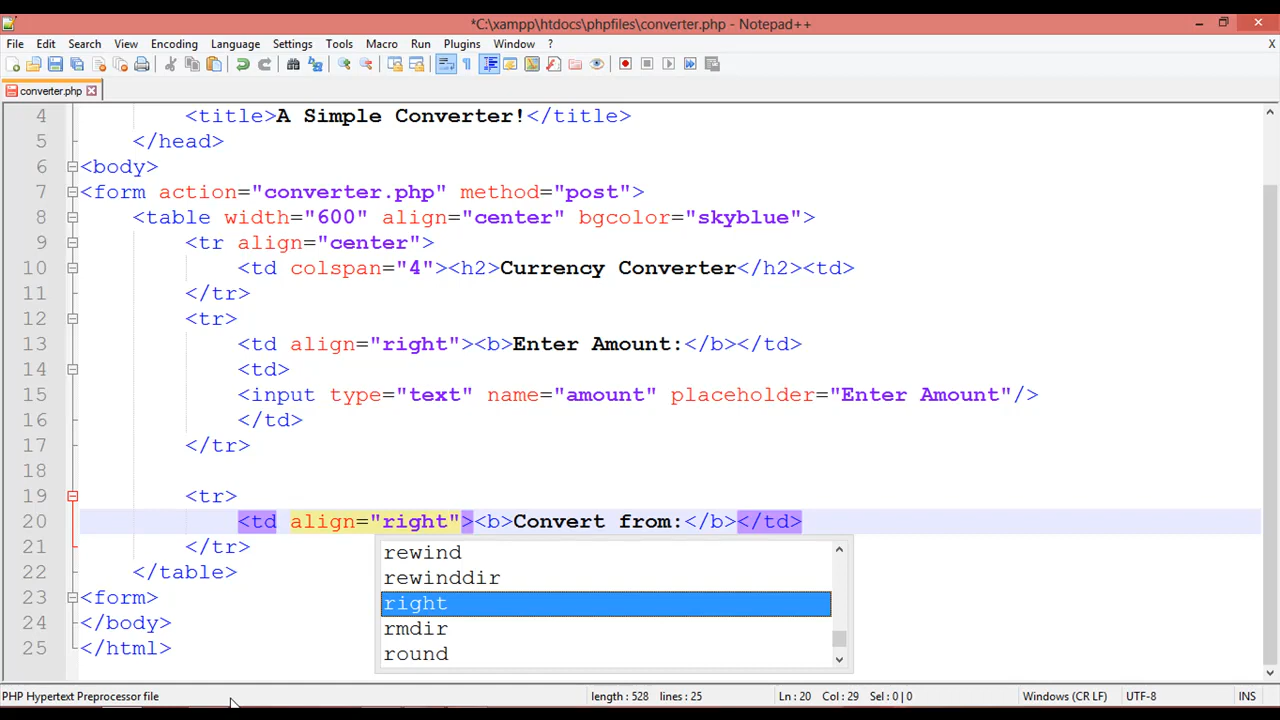 *C:\xampp\htdocs\phpfiles\converter.php - Notepad++
File Edit Search View Encoding Language Settings Tools Macro Run Plugins Window ? X
converter.php
4 <title>A Simple Converter!</title>
5 </head>
6 <body>
7 <form action="converter.php" method="post">
8 <table width="600" align="center" bgcolor="skyblue">
9 <tr align="center">
10 <td colspan="4"><h2>Currency Converter</h2><td>
11 </tr>
12 <tr>
13 <td align="right"><b>Enter Amount:</b></td>
14 <td>
15 <input type="text" name="amount" placeholder="Enter Amount"/>
16 </td>
17 </tr>
18
19 <tr>
20 <td align="right"><b>Convert from:</b></td>
21 </tr>
22 </table>
23 <form>
24 </body>
25 </html>
rewind
rewinddir
right
rmdir
round
PHP Hypertext Preprocessor file length : 528 lines : 25 Ln : 20 Col : 29 Sel : 0 | 0 Windows (CR LF) UTF-8 INS